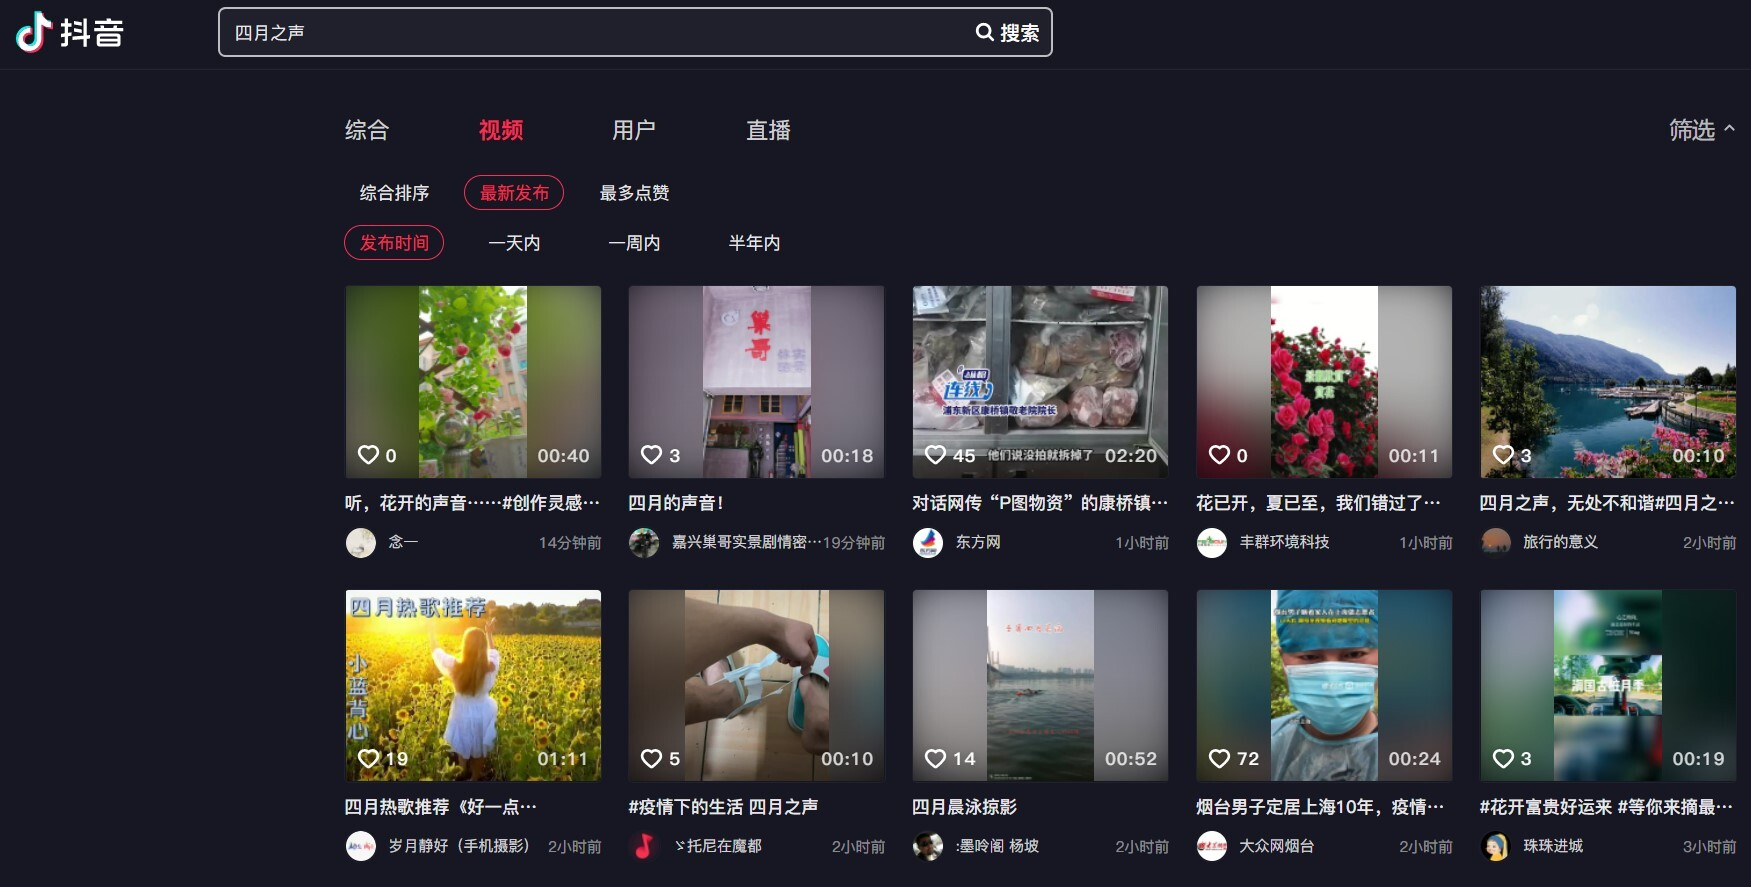 抖音
四月之声
搜索
综合 视频 用户 直播 筛选
综合排序 最新发布 最多点赞
发布时间 一天内 一周内 半年内
巢
哥
连线
浦东新区康桥镇敬老院院长
他们说没拍就拆掉了
0 00:40
3 00:18
45 02:20
0 00:11
3 00:10
听，花开的声音……#创作灵感…
四月的声音！
对话网传“P图物资”的康桥镇…
花已开，夏已至，我们错过了…
四月之声，无处不和谐#四月之…
念一 14分钟前
嘉兴巢哥实景剧情密…19分钟前
东方网 1小时前
丰群环境科技 1小时前
旅行的意义 2小时前
四月热歌推荐
小蓝背心
滇国古桩月季
19 01:11
5 00:10
14 00:52
72 00:24
3 00:19
四月热歌推荐《好一点…
#疫情下的生活 四月之声
四月晨泳掠影
烟台男子定居上海10年，疫情…
#花开富贵好运来 #等你来摘最…
岁月静好（手机摄影） 2小时前
托尼在魔都 2小时前
:墨呤阁 杨坡 2小时前
大众网烟台 2小时前
珠珠进城 3小时前